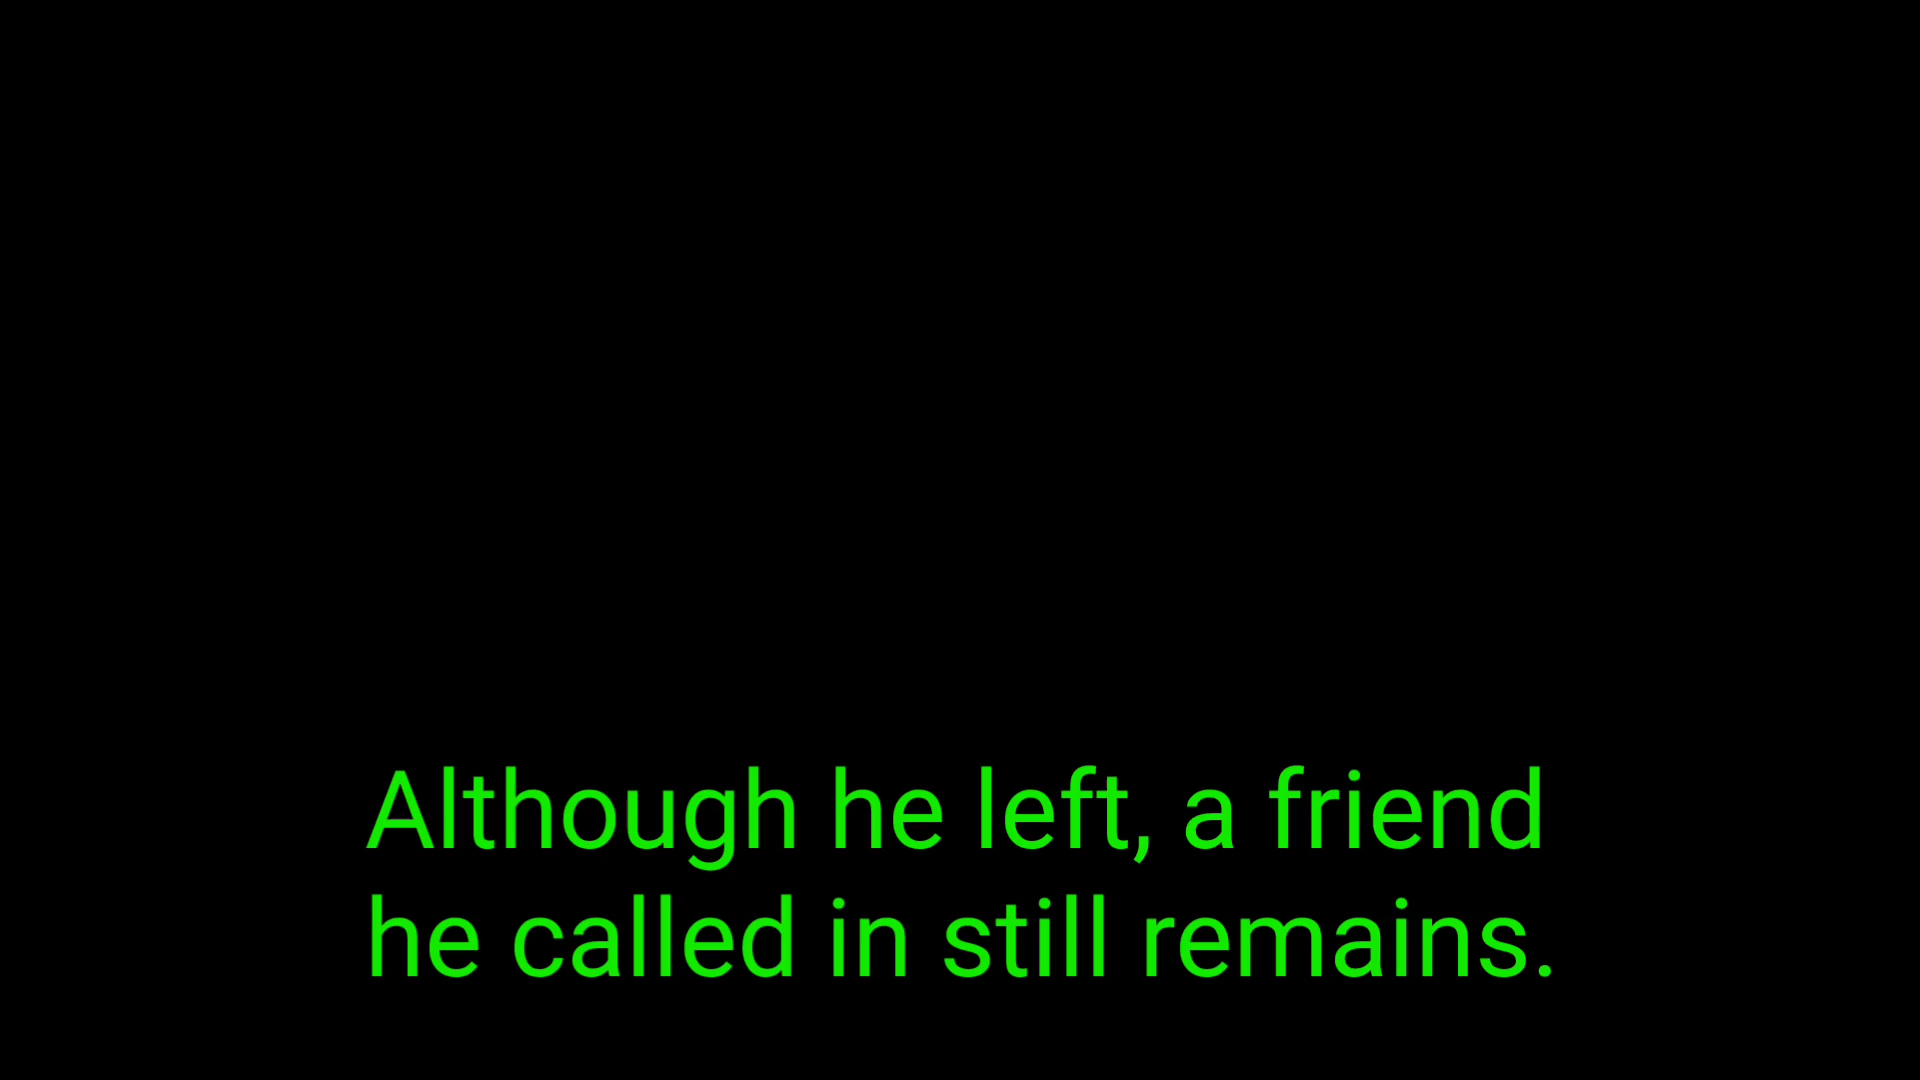 Although he left, a friend
he called in still remains.